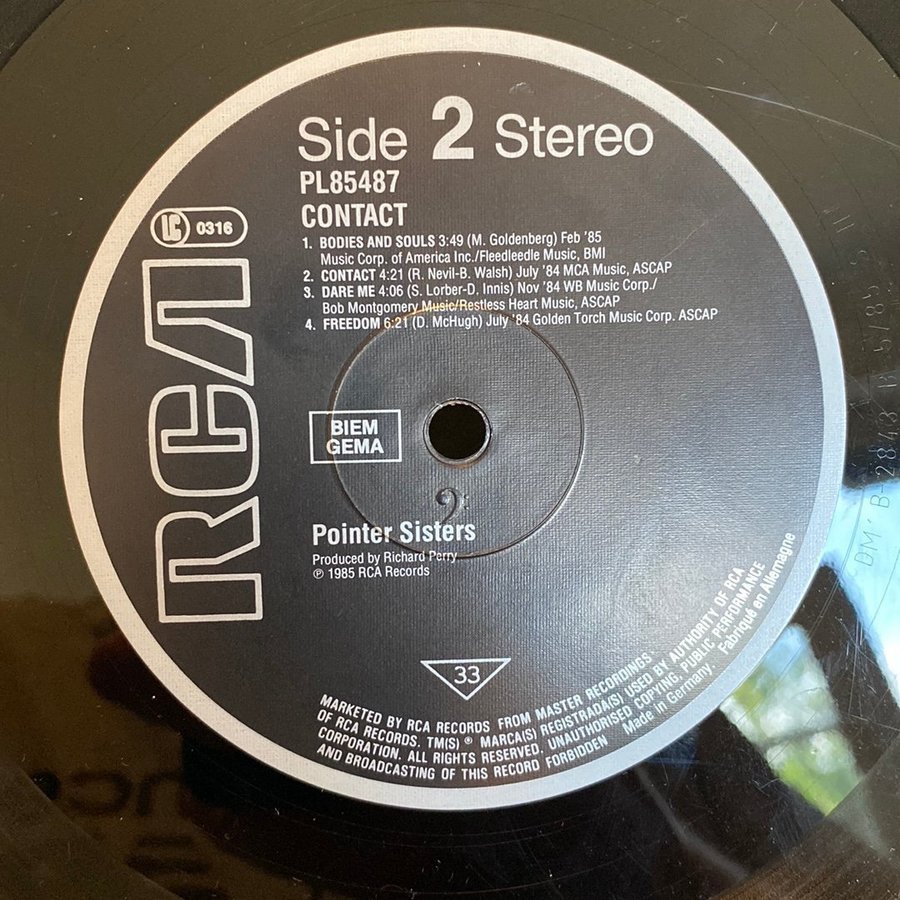 Side 2 Stereo
PL85487
CONTACT
LC 0316
1. BODIES AND SOULS 3:49 (M. Goldenberg) Feb '85
Music Corp. of America Inc./Fleedleedle Music, BMI
2. CONTACT 4:21 (R. Nevil-B. Walsh) July '84 MCA Music, ASCAP
3. DARE ME 4:06 (S. Lorber-D. Innis) Nov '84 WB Music Corp./
Bob Montgomery Music/Restless Heart Music, ASCAP
4. FREEDOM 6:21 (D. McHugh) July '84 Golden Torch Music Corp. ASCAP
RCA
BIEM
GEMA
2
Pointer Sisters
Produced by Richard Perry
℗ 1985 RCA Records
33
MARKETED BY RCA RECORDS FROM MASTER RECORDINGS
OF RCA RECORDS. TM(S) ® MARCA(S) REGISTRADA(S) USED BY AUTHORITY OF RCA
CORPORATION. ALL RIGHTS RESERVED. UNAUTHORISED COPYING, PUBLIC PERFORMANCE
AND BROADCASTING OF THIS RECORD FORBIDDEN Made in Germany · Fabriqué en Allemagne